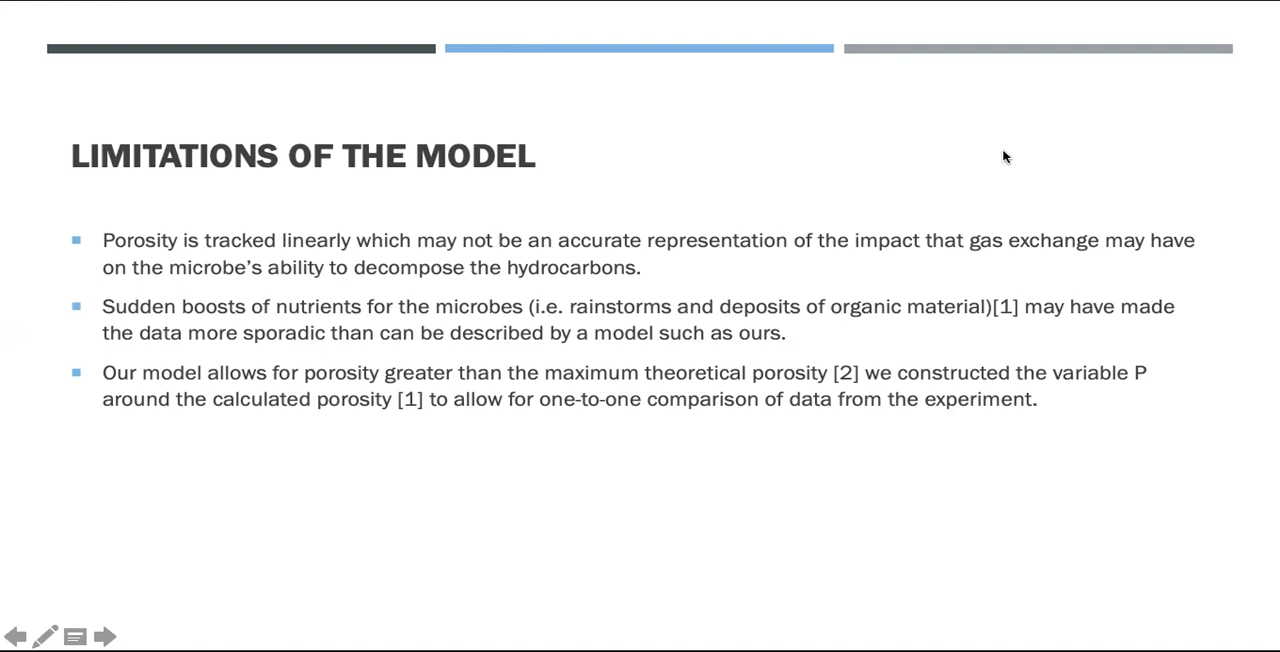 LIMITATIONS OF THE MODEL
Porosity is tracked linearly which may not be an accurate representation of the impact that gas exchange may have
on the microbe’s ability to decompose the hydrocarbons.
Sudden boosts of nutrients for the microbes (i.e. rainstorms and deposits of organic material)[1] may have made
the data more sporadic than can be described by a model such as ours.
Our model allows for porosity greater than the maximum theoretical porosity [2] we constructed the variable P
around the calculated porosity [1] to allow for one-to-one comparison of data from the experiment.